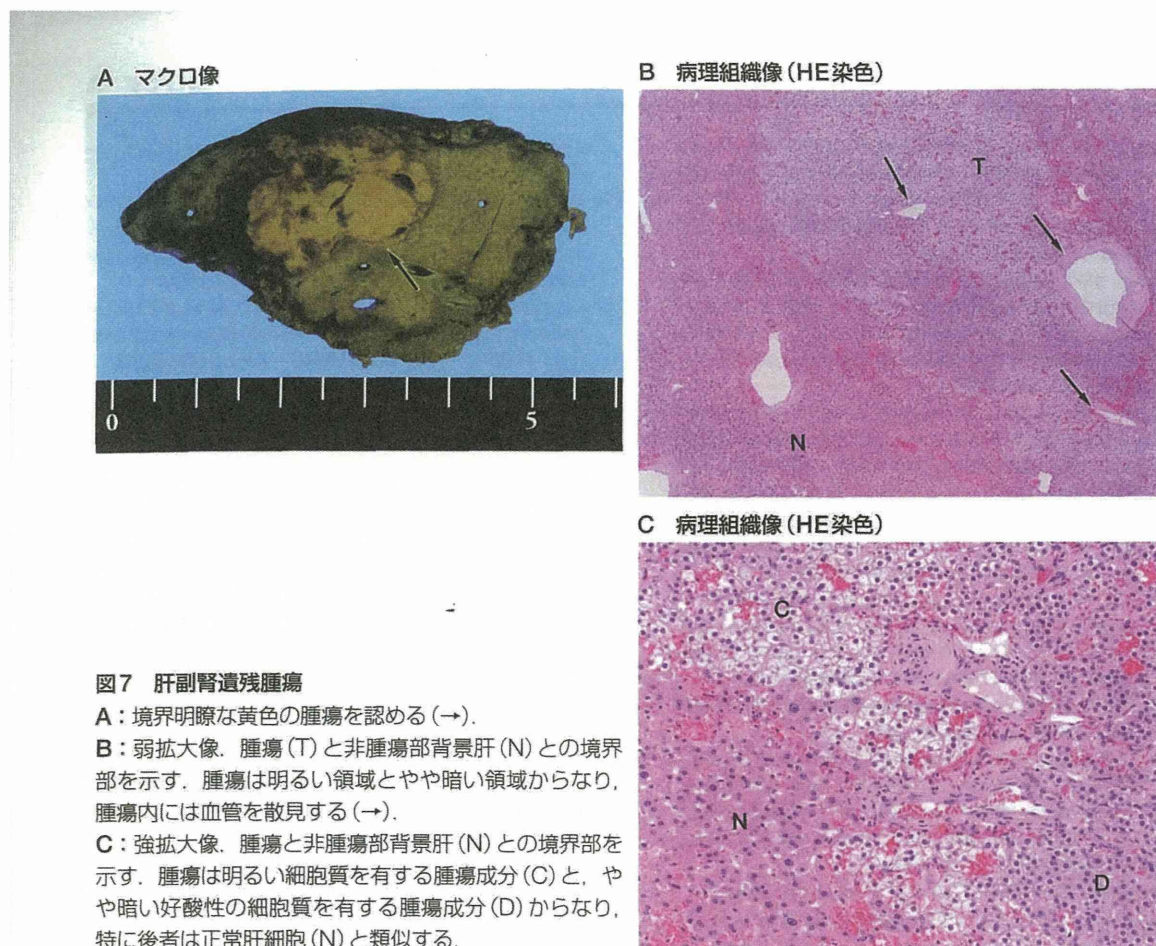 A マクロ像
0
5
B 病理組織像(HE染色)
T
N
C 病理組織像(HE染色)
C
N
D
図7 肝副腎遺残腫瘍
A:境界明瞭な黄色の腫瘍を認める(→).
B:弱拡大像.腫瘍(T)と非腫瘍部背景肝(N)との境界
部を示す.腫瘍は明るい領域とやや暗い領域からなり,
腫瘍内には血管を散見する(→).
C:強拡大像.腫瘍と非腫瘍部背景肝(N)との境界部を
示す.腫瘍は明るい細胞質を有する腫瘍成分(C)と,や
や暗い好酸性の細胞質を有する腫瘍成分(D)からなり,
特に後者は正常肝細胞(N)と類似する.